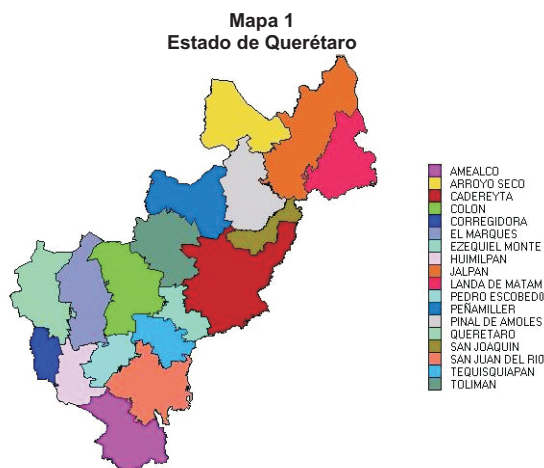 Mapa 1
Estado de Querétaro
AMEALCO
ARROYO SECO
CADEREYTA
COLON
CORREGIDORA
EL MARQUES
EZEQUIEL MONTE
HUIMILPAN
JALPAN
LANDA DE MATAM
PEDRO ESCOBEDO
PEÑAMILLER
PINAL DE AMOLES
QUERETARO
SAN JOAQUIN
SAN JUAN DEL RIO
TEQUISQUIAPAN
TOLIMAN